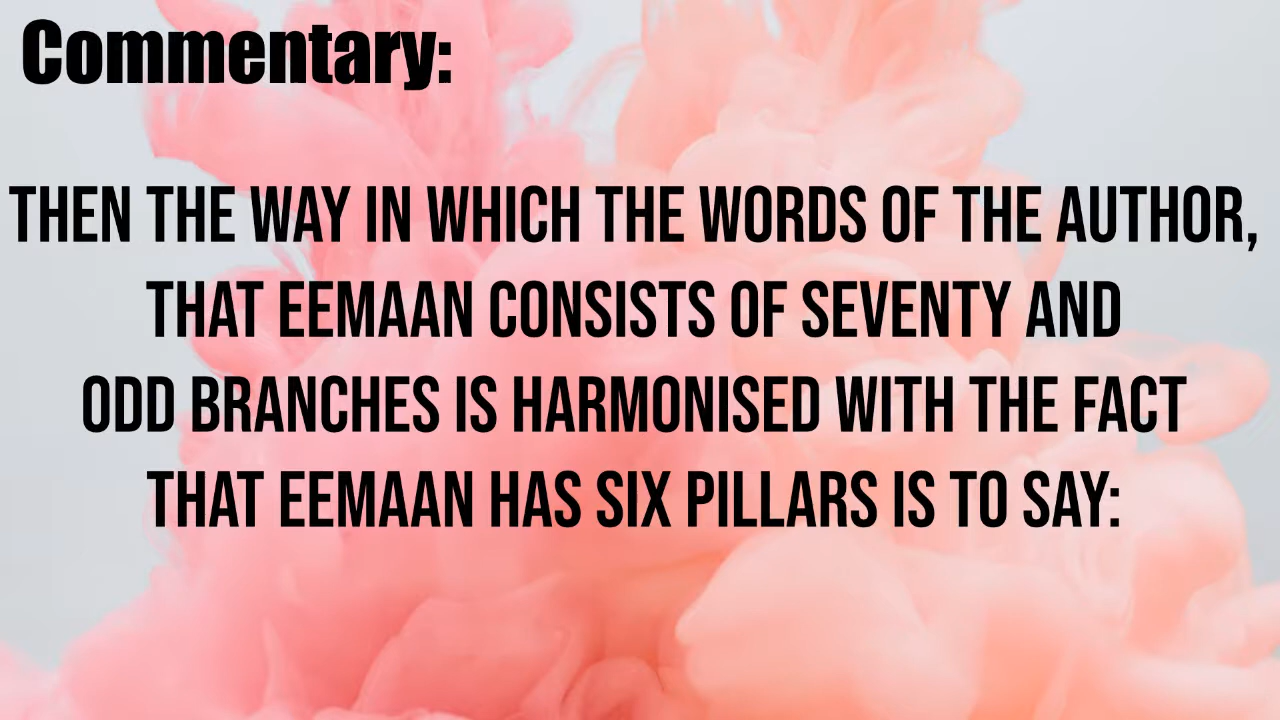 Commentary:
THEN THE WAY IN WHICH THE WORDS OF THE AUTHOR,
THAT EEMAAN CONSISTS OF SEVENTY AND
ODD BRANCHES IS HARMONISED WITH THE FACT
THAT EEMAAN HAS SIX PILLARS IS TO SAY: